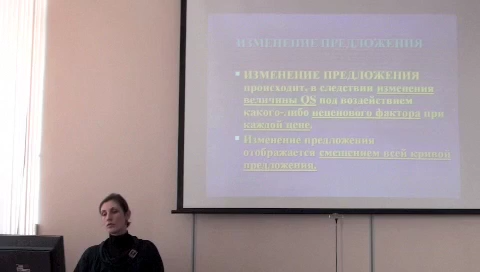 ИЗМЕНЕНИЕ ПРЕДЛОЖЕНИЯ
ИЗМЕНЕНИЕ ПРЕДЛОЖЕНИЯ
происходит, в следствии изменения
величины QS под воздействием
какого-либо неценового фактора при
каждой цене.
Изменение предложения
отображается смещением всей кривой
предложения.